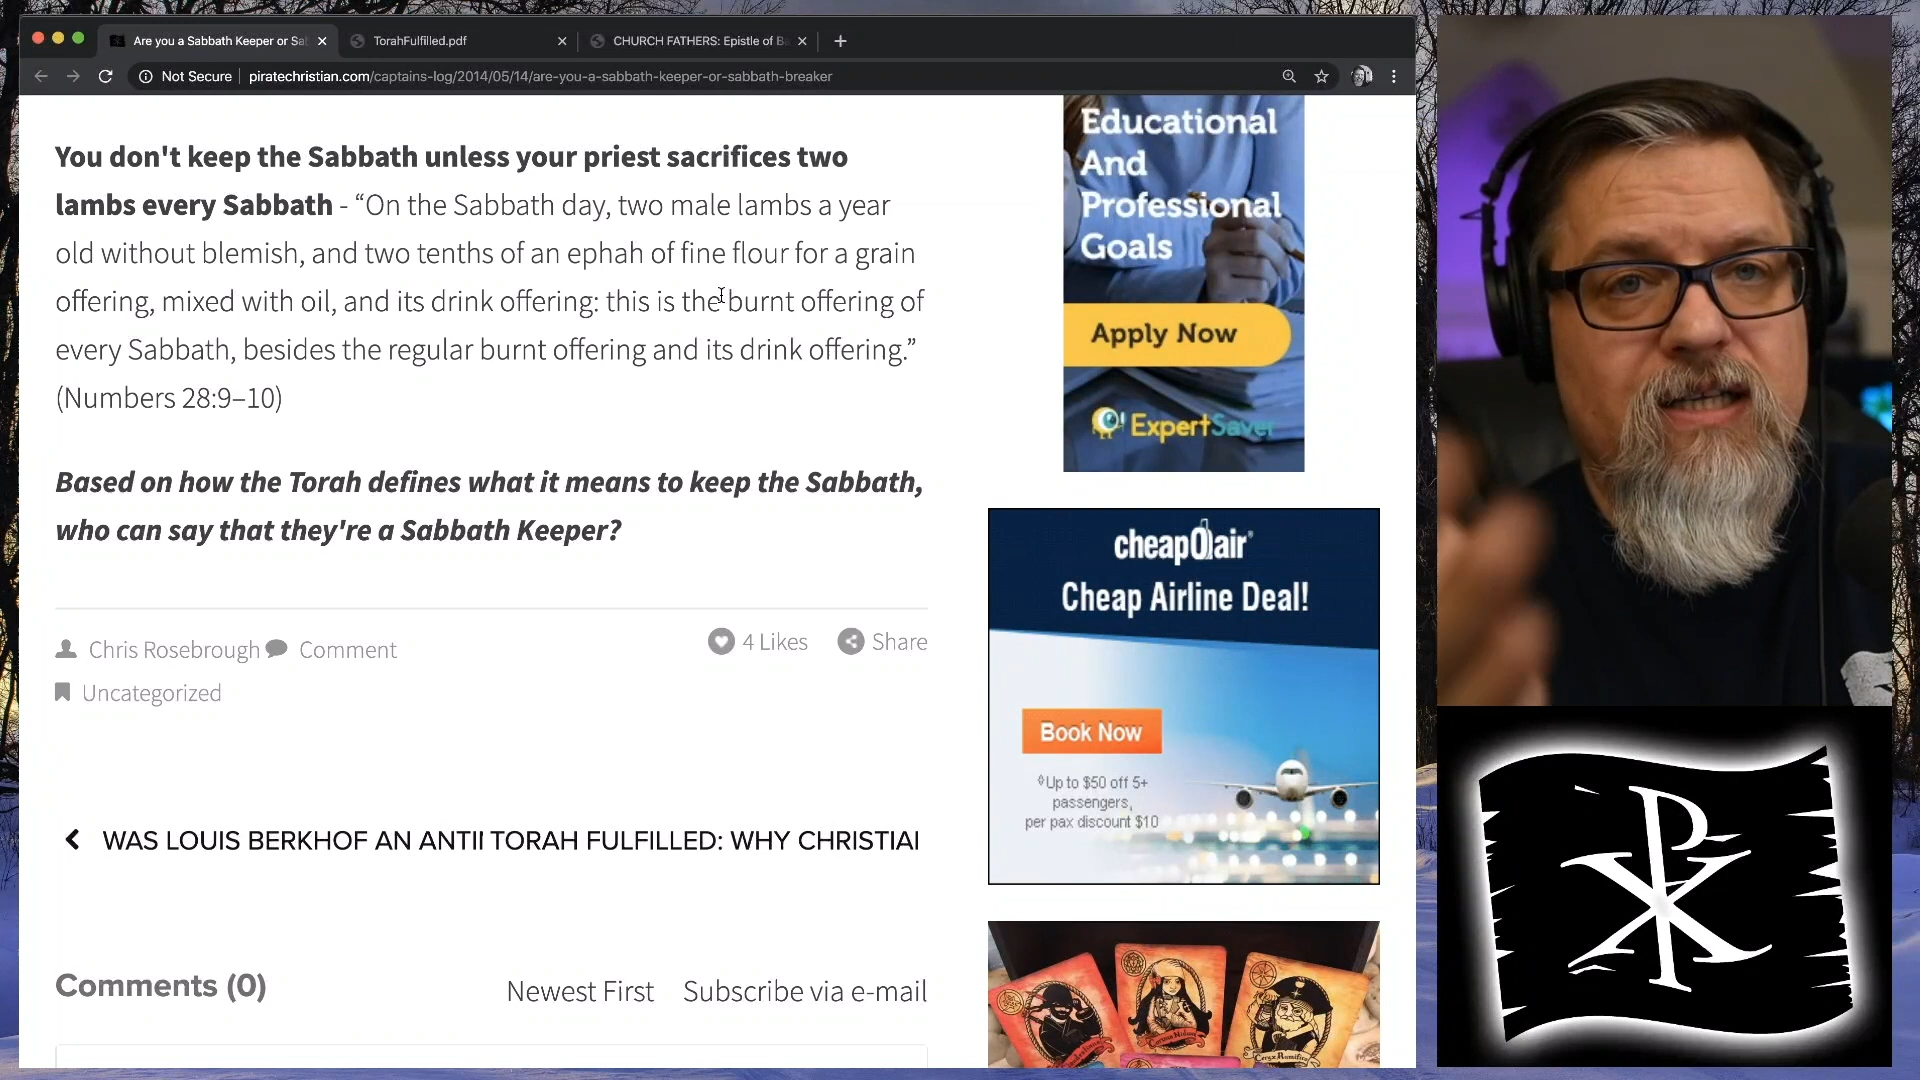 Are you a Sabbath Keeper or Sa
TorahFulfilled.pdf
CHURCH FATHERS: Epistle of Ba
Not Secure
piratechristian.com/captains-log/2014/05/14/are-you-a-sabbath-keeper-or-sabbath-breaker
You don't keep the Sabbath unless your priest sacrifices two
lambs every Sabbath - “On the Sabbath day, two male lambs a year
old without blemish, and two tenths of an ephah of fine flour for a grain
offering, mixed with oil, and its drink offering: this is the burnt offering of
every Sabbath, besides the regular burnt offering and its drink offering.”
(Numbers 28:9–10)
Based on how the Torah defines what it means to keep the Sabbath,
who can say that they're a Sabbath Keeper?
Chris Rosebrough Comment
4 Likes Share
Uncategorized
WAS LOUIS BERKHOF AN ANTII
TORAH FULFILLED: WHY CHRISTIAI
Comments (0)
Newest First Subscribe via e-mail
Educational
And
Professional
Goals
Apply Now
ExpertSaver
cheapOair®
Cheap Airline Deal!
Book Now
◊Up to $50 off 5+
passengers,
per pax discount $10